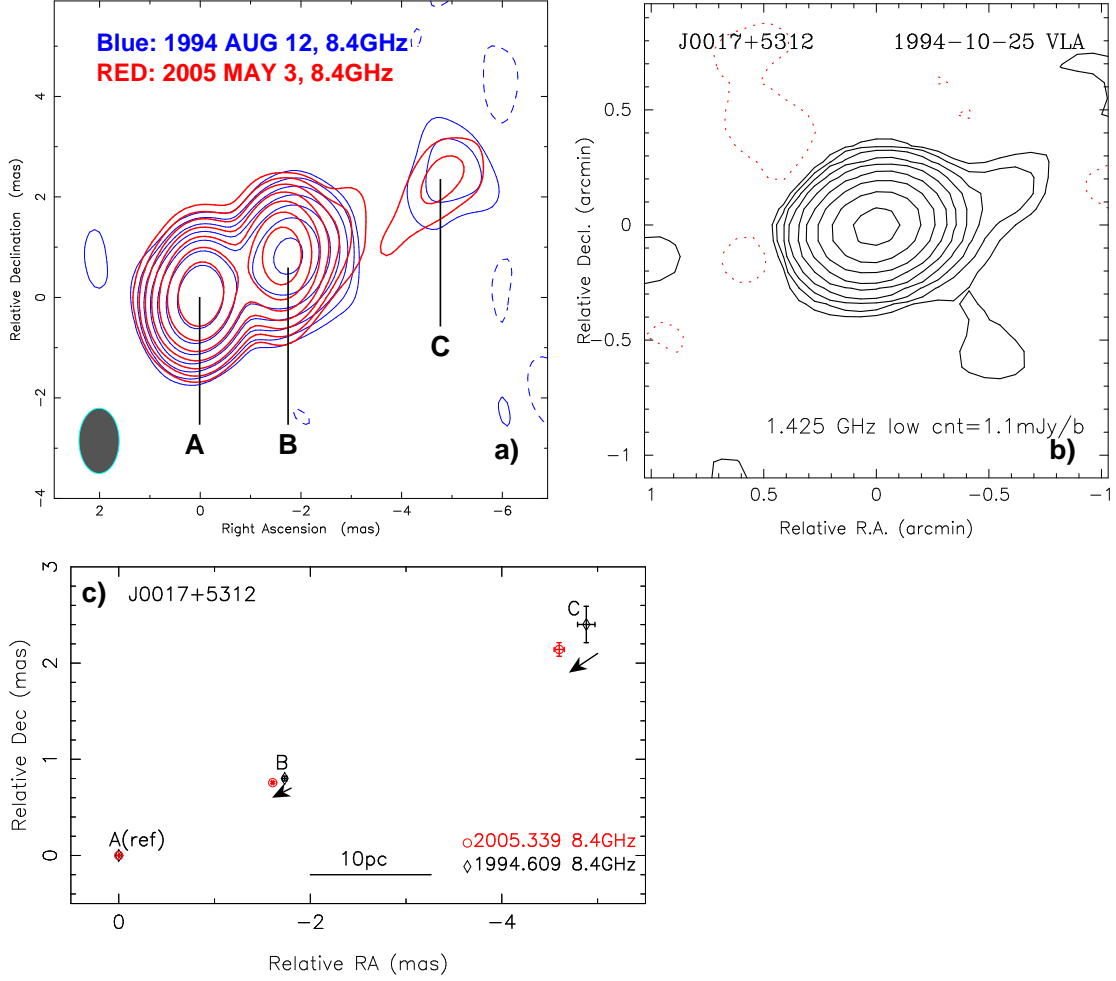 Blue: 1994 AUG 12, 8.4GHz
RED: 2005 MAY 3, 8.4GHz
4
2
0
−2
−4
Relative Declination (mas)
A
B
C
a)
2
0
−2
−4
−6
Right Ascension (mas)
J0017+5312
1994−10−25 VLA
0.5
0
−0.5
−1
Relative Decl. (arcmin)
1.425 GHz low cnt=1.1mJy/b
b)
1
0.5
0
−0.5
−1
Relative R.A. (arcmin)
c)
J0017+5312
3
2
1
0
Relative Dec (mas)
C
B
A(ref)
10pc
2005.339 8.4GHz
1994.609 8.4GHz
0
−2
−4
Relative RA (mas)